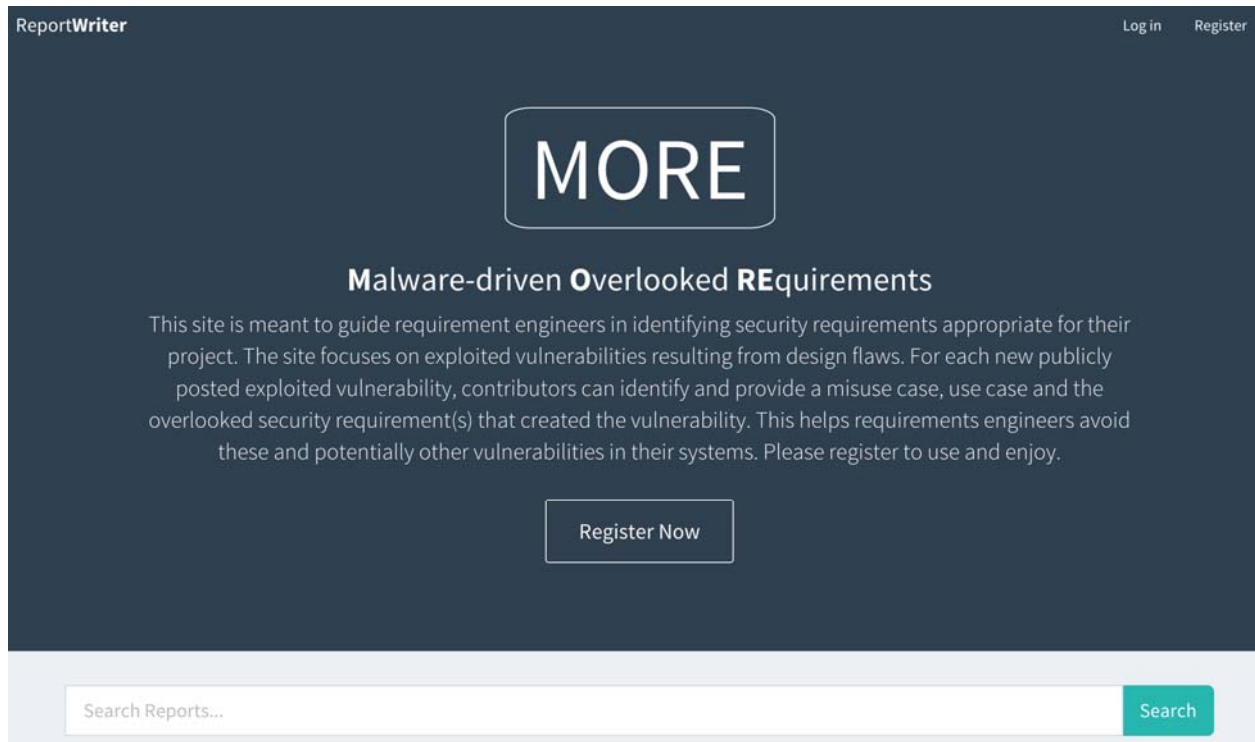 ReportWriter
Log in Register
MORE
Malware-driven Overlooked REquirements
This site is meant to guide requirement engineers in identifying security requirements appropriate for their
project. The site focuses on exploited vulnerabilities resulting from design flaws. For each new publicly
posted exploited vulnerability, contributors can identify and provide a misuse case, use case and the
overlooked security requirement(s) that created the vulnerability. This helps requirements engineers avoid
these and potentially other vulnerabilities in their systems. Please register to use and enjoy.
Register Now
Search Reports...
Search